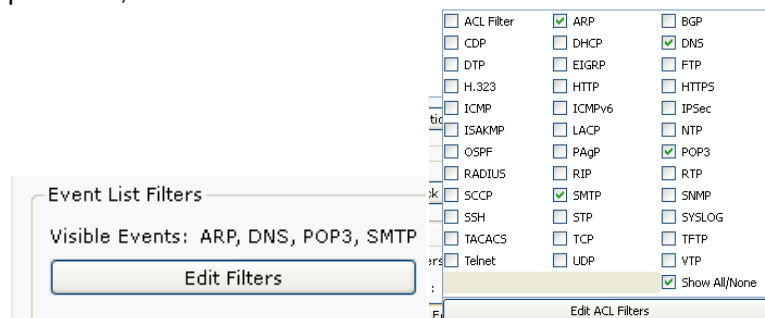 ACL Filter ARP BGP
CDP DHCP DNS
DTP EIGRP FTP
H.323 HTTP HTTPS
ICMP ICMPv6 IPSec
ISAKMP LACP NTP
OSPF PAgP POP3
RADIUS RIP RTP
SCCP SMTP SNMP
SSH STP SYSLOG
TACACS TCP TFTP
Telnet UDP VTP
Show All/None
Edit ACL Filters
Event List Filters
Visible Events: ARP, DNS, POP3, SMTP
Edit Filters